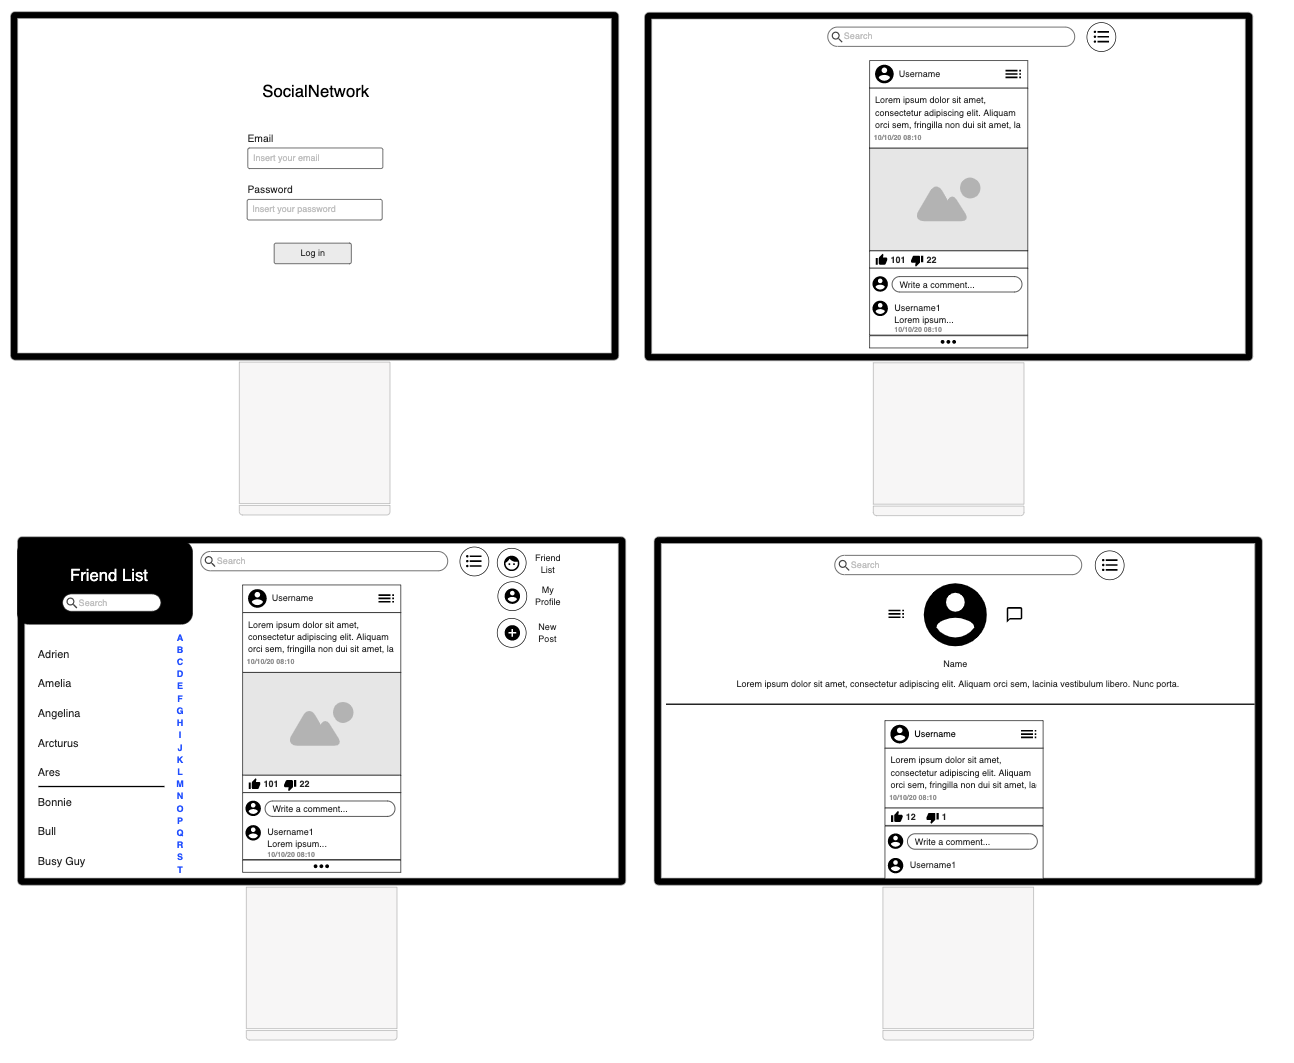 SocialNetwork
Email
Insert your email
Password
Insert your password
Log in
Search
Username
Lorem ipsum dolor sit amet,
consectetur adipiscing elit. Aliquam
orci sem, fringilla non dui sit amet, la
10/10/20 08:10
101 22
Write a comment...
Username1
Lorem ipsum...
10/10/20 08:10
Friend List
Search
Adrien
Amelia
Angelina
Arcturus
Ares
Bonnie
Bull
Busy Guy
A
B
C
D
E
F
G
H
I
J
K
L
M
N
O
P
Q
R
S
T
Search
Username
Lorem ipsum dolor sit amet,
consectetur adipiscing elit. Aliquam
orci sem, fringilla non dui sit amet, la
10/10/20 08:10
101 22
Write a comment...
Username1
Lorem ipsum...
10/10/20 08:10
Friend
List
My
Profile
New
Post
Search
Name
Lorem ipsum dolor sit amet, consectetur adipiscing elit. Aliquam orci sem, lacinia vestibulum libero. Nunc porta.
Username
Lorem ipsum dolor sit amet,
consectetur adipiscing elit. Aliquam
orci sem, fringilla non dui sit amet, la
10/10/20 08:10
12 1
Write a comment...
Username1